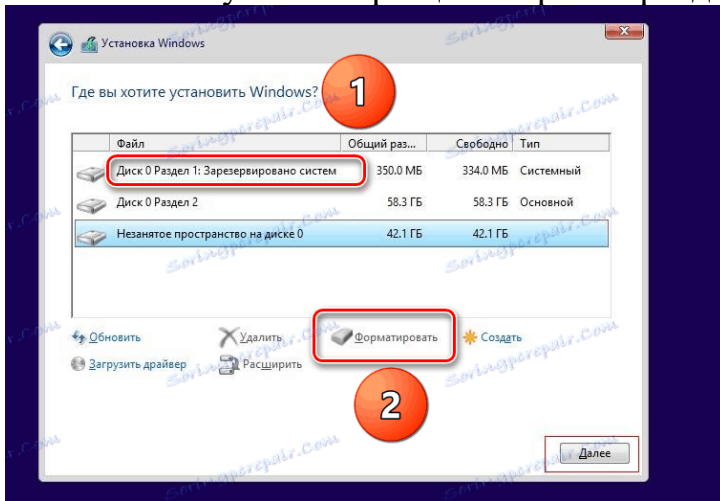 Установка Windows
Где вы хотите установить Windows?
1
Файл Общий раз... Свободно Тип
Диск 0 Раздел 1: Зарезервировано систем 350.0 МБ 334.0 МБ Системный
Диск 0 Раздел 2 58.3 ГБ 58.3 ГБ Основной
Незанятое пространство на диске 0 42.1 ГБ 42.1 ГБ
Обновить Удалить Форматировать Создать
Загрузить драйвер Расширить
2
Далее